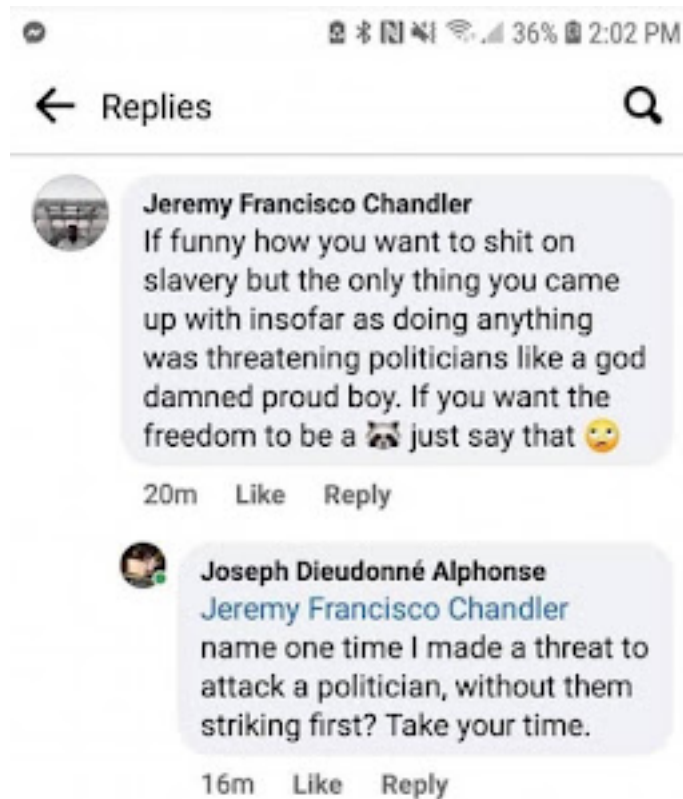 36% 2:02 PM
Replies
Jeremy Francisco Chandler
If funny how you want to shit on
slavery but the only thing you came
up with insofar as doing anything
was threatening politicians like a god
damned proud boy. If you want the
freedom to be a 🦝 just say that 🙄
20m Like Reply
Joseph Dieudonné Alphonse
Jeremy Francisco Chandler
name one time I made a threat to
attack a politician, without them
striking first? Take your time.
16m Like Reply